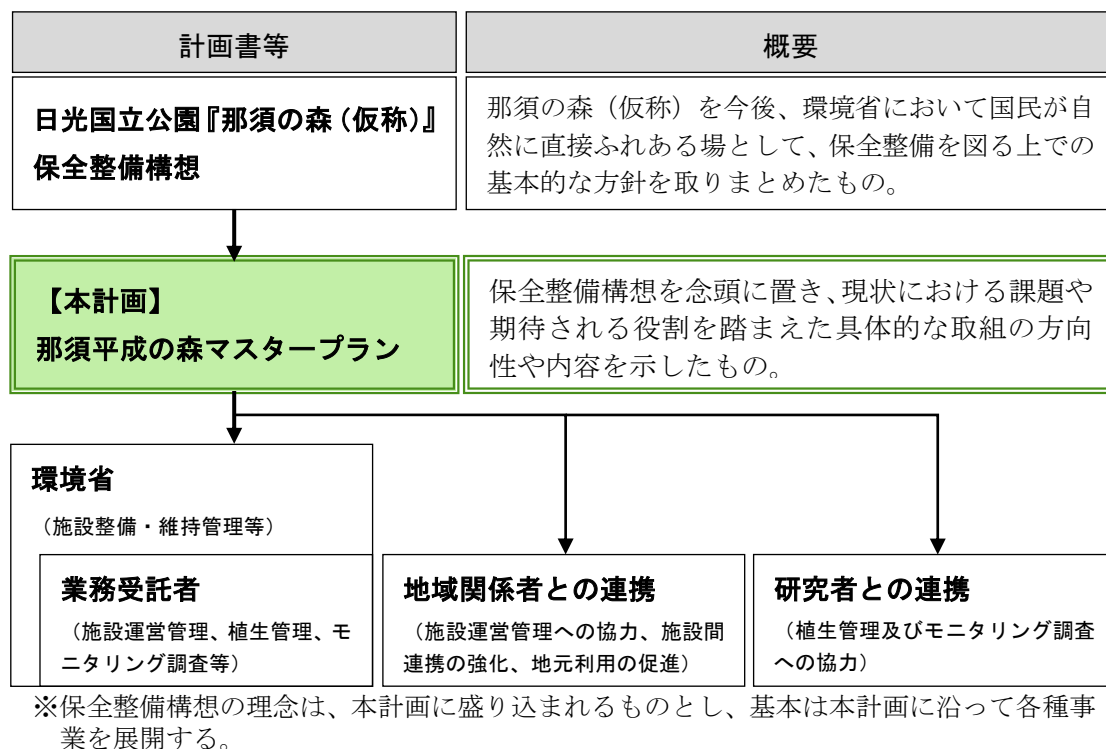 計画書等
概要
日光国立公園『那須の森（仮称）』
保全整備構想
那須の森（仮称）を今後、環境省において国民が自
然に直接ふれある場として、保全整備を図る上での
基本的な方針を取りまとめたもの。
【本計画】
那須平成の森マスタープラン
保全整備構想を念頭に置き、現状における課題や
期待される役割を踏まえた具体的な取組の方向
性や内容を示したもの。
環境省
（施設整備・維持管理等）
業務受託者
（施設運営管理、植生管理、モ
ニタリング調査等）
地域関係者との連携
（施設運営管理への協力、施設間
連携の強化、地元利用の促進）
研究者との連携
（植生管理及びモニタリング調査
への協力）
※保全整備構想の理念は、本計画に盛り込まれるものとし、基本は本計画に沿って各種事
業を展開する。